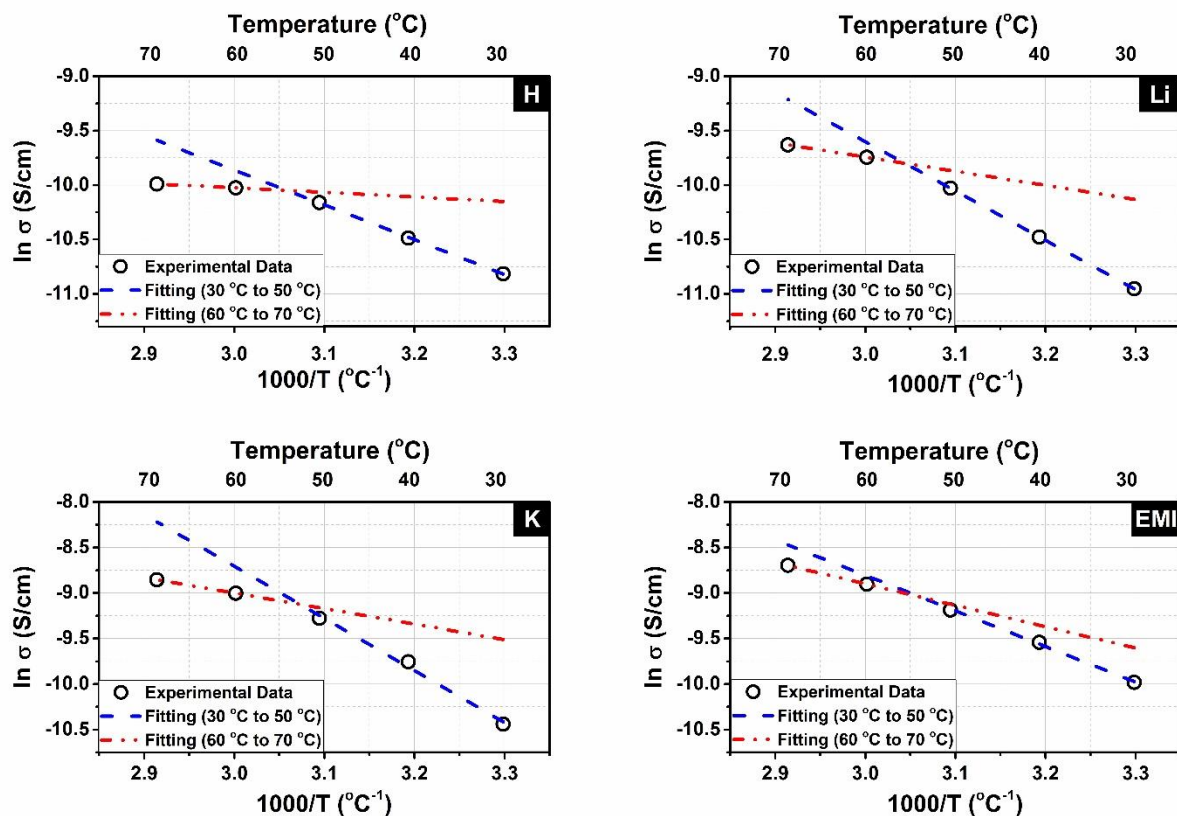 Temperature (°C)
70 60 50 40 30
-9.0
H
-9.5
-10.0
-10.5
-11.0
ln σ (S/cm)
Experimental Data
Fitting (30 °C to 50 °C)
Fitting (60 °C to 70 °C)
2.9 3.0 3.1 3.2 3.3
1000/T (°C⁻¹)
Temperature (°C)
70 60 50 40 30
-9.0
Li
-9.5
-10.0
-10.5
-11.0
ln σ (S/cm)
Experimental Data
Fitting (30 °C to 50 °C)
Fitting (60 °C to 70 °C)
2.9 3.0 3.1 3.2 3.3
1000/T (°C⁻¹)
Temperature (°C)
70 60 50 40 30
-8.0
K
-8.5
-9.0
-9.5
-10.0
-10.5
ln σ (S/cm)
Experimental Data
Fitting (30 °C to 50 °C)
Fitting (60 °C to 70 °C)
2.9 3.0 3.1 3.2 3.3
1000/T (°C⁻¹)
Temperature (°C)
70 60 50 40 30
-8.0
EMI
-8.5
-9.0
-9.5
-10.0
-10.5
ln σ (S/cm)
Experimental Data
Fitting (30 °C to 50 °C)
Fitting (60 °C to 70 °C)
2.9 3.0 3.1 3.2 3.3
1000/T (°C⁻¹)